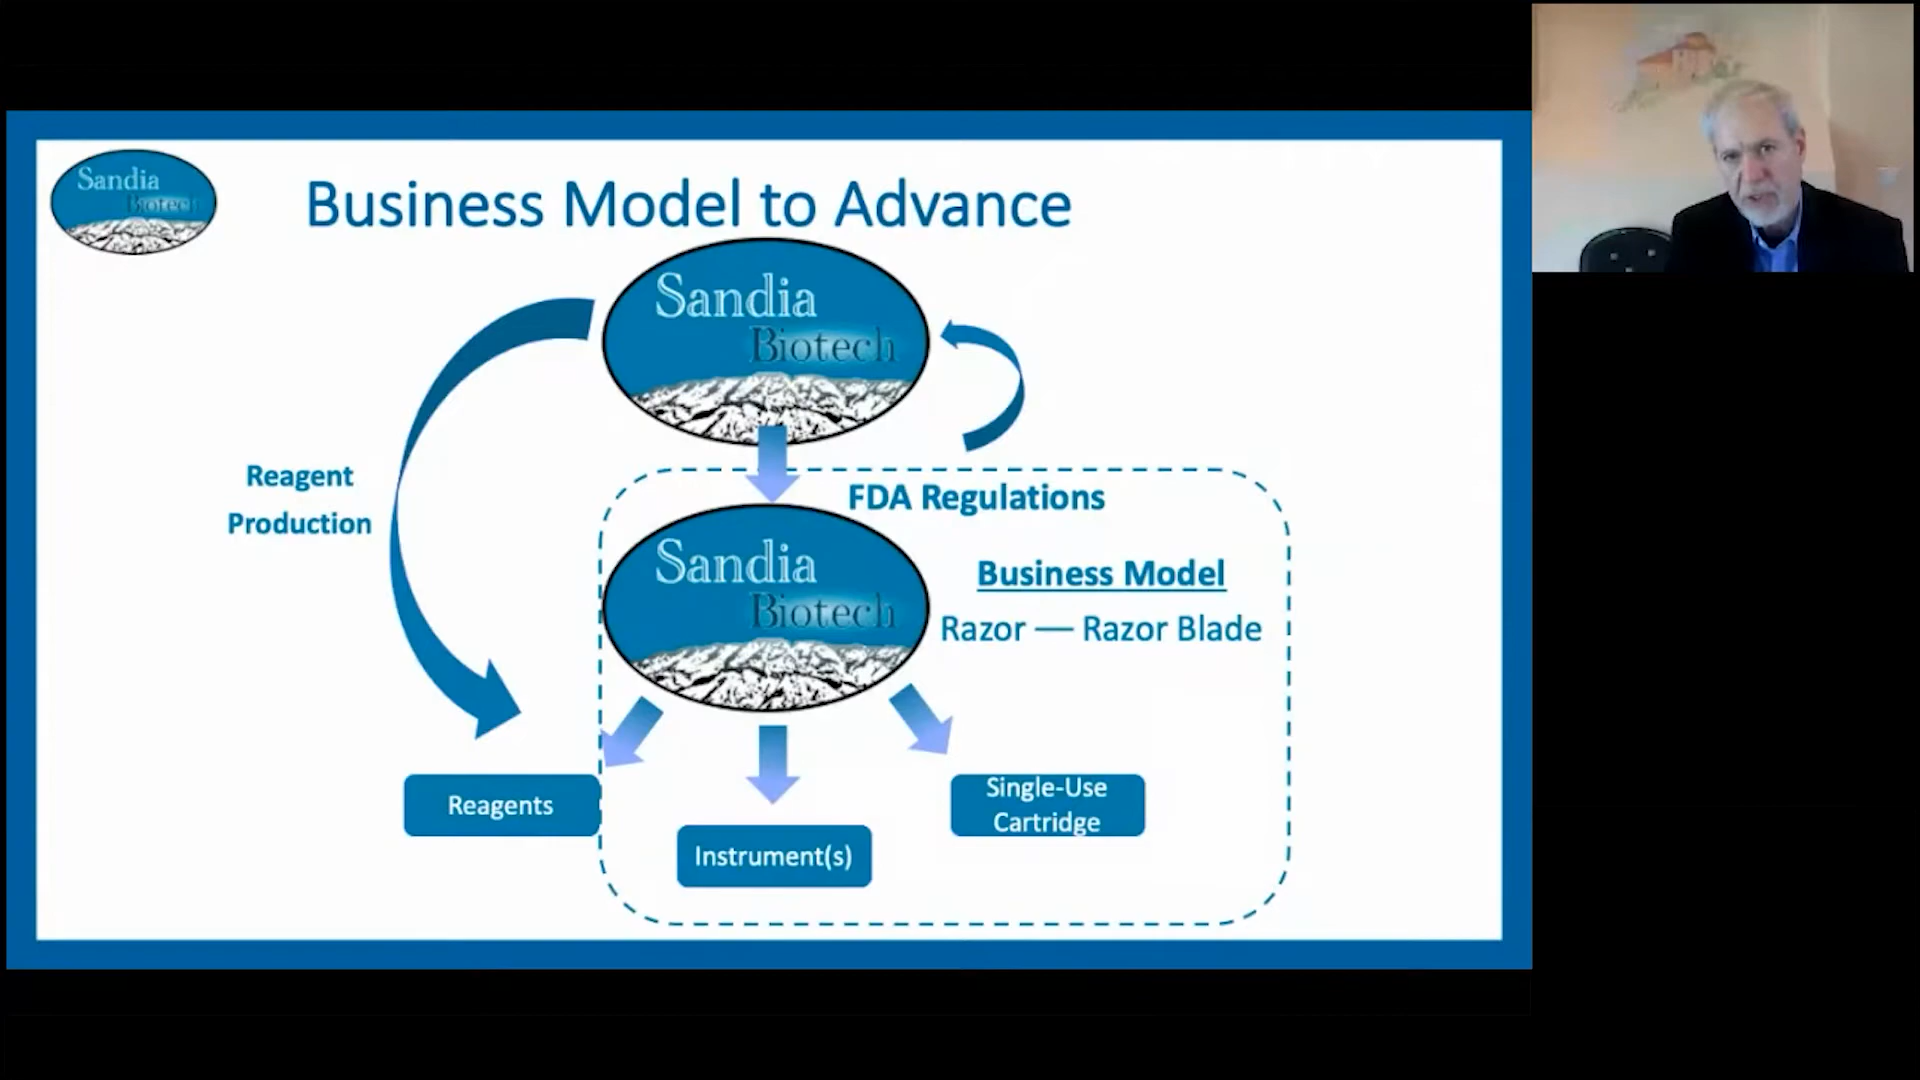 Sandia
Biotech
Business Model to Advance
Sandia
Biotech
Reagent
Production
FDA Regulations
Sandia
Biotech
Business Model
Razor — Razor Blade
Reagents
Instrument(s)
Single-Use
Cartridge